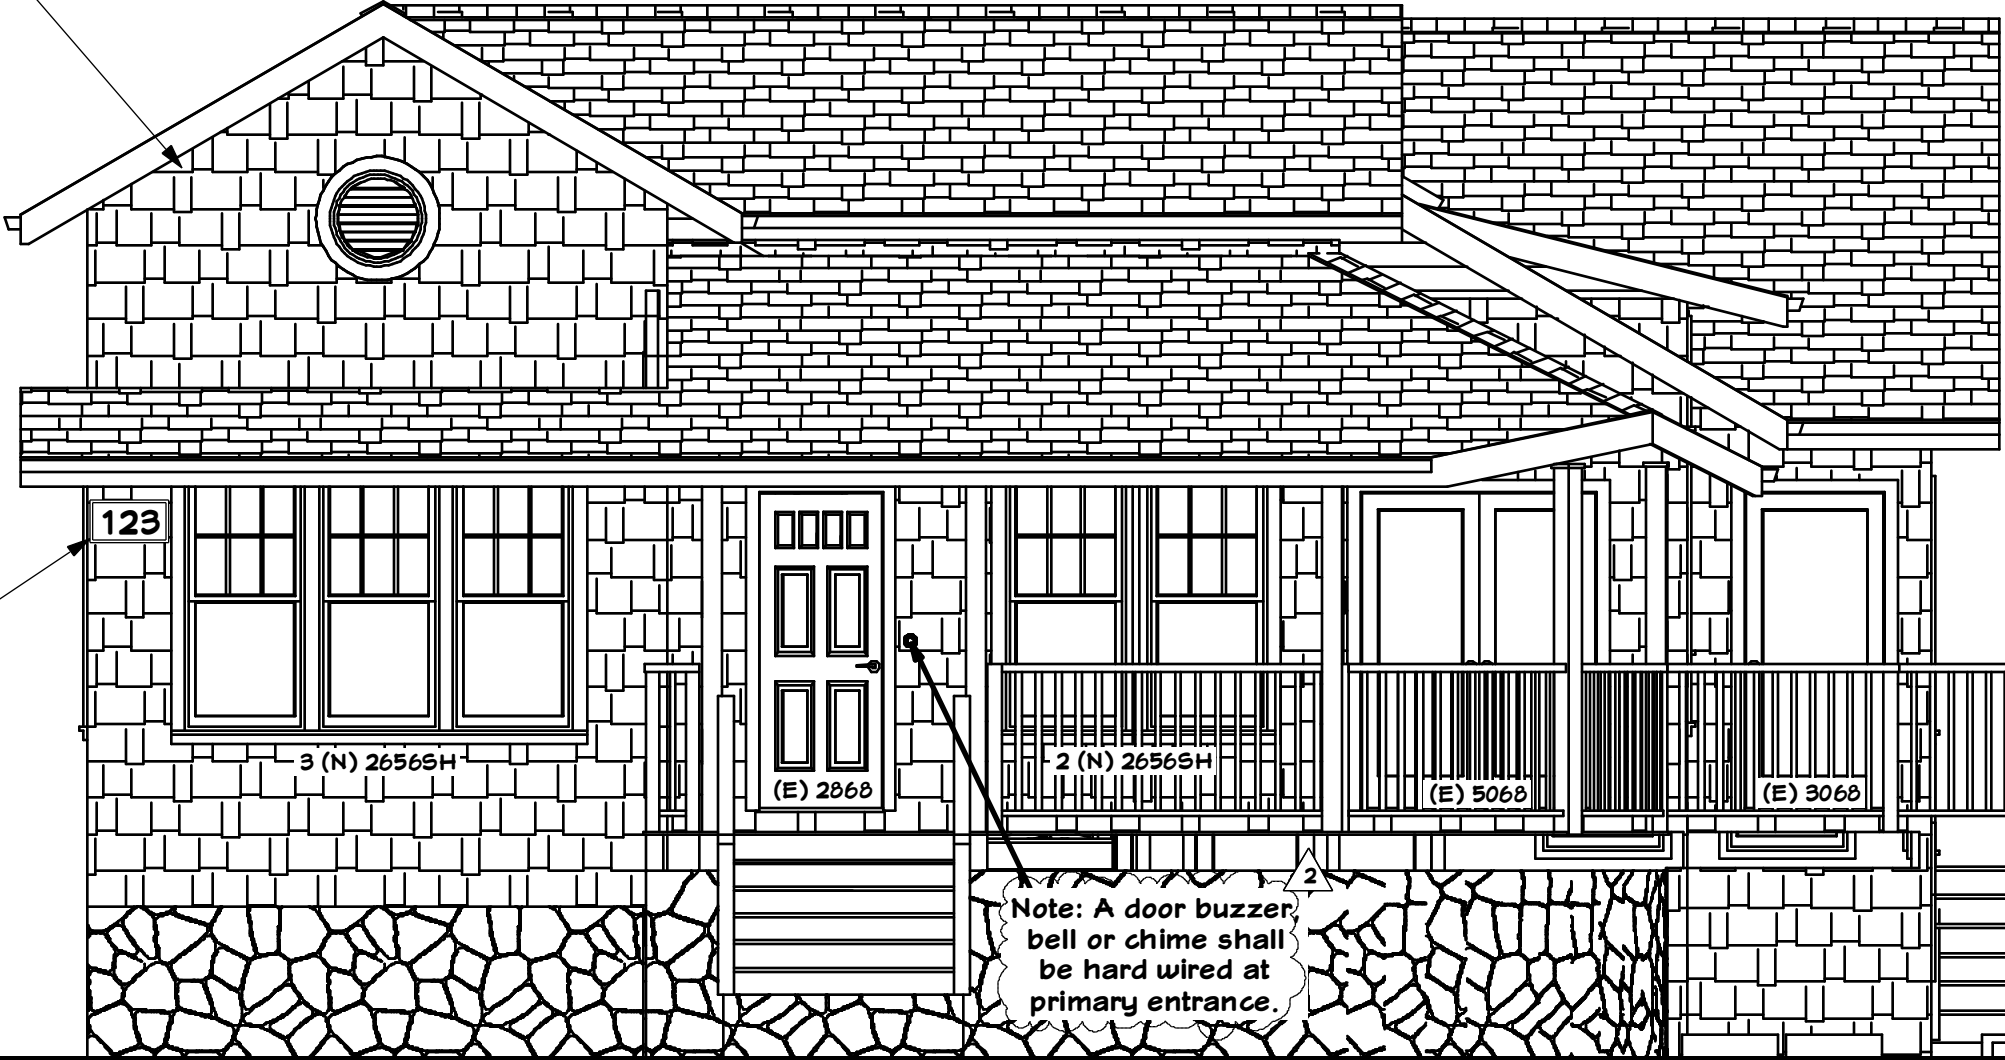 123
3 (N) 2656SH
(E) 2868
2 (N) 2656SH
(E) 5068
(E) 3068
2
Note: A door buzzer,
bell or chime shall
be hard wired at
primary entrance.